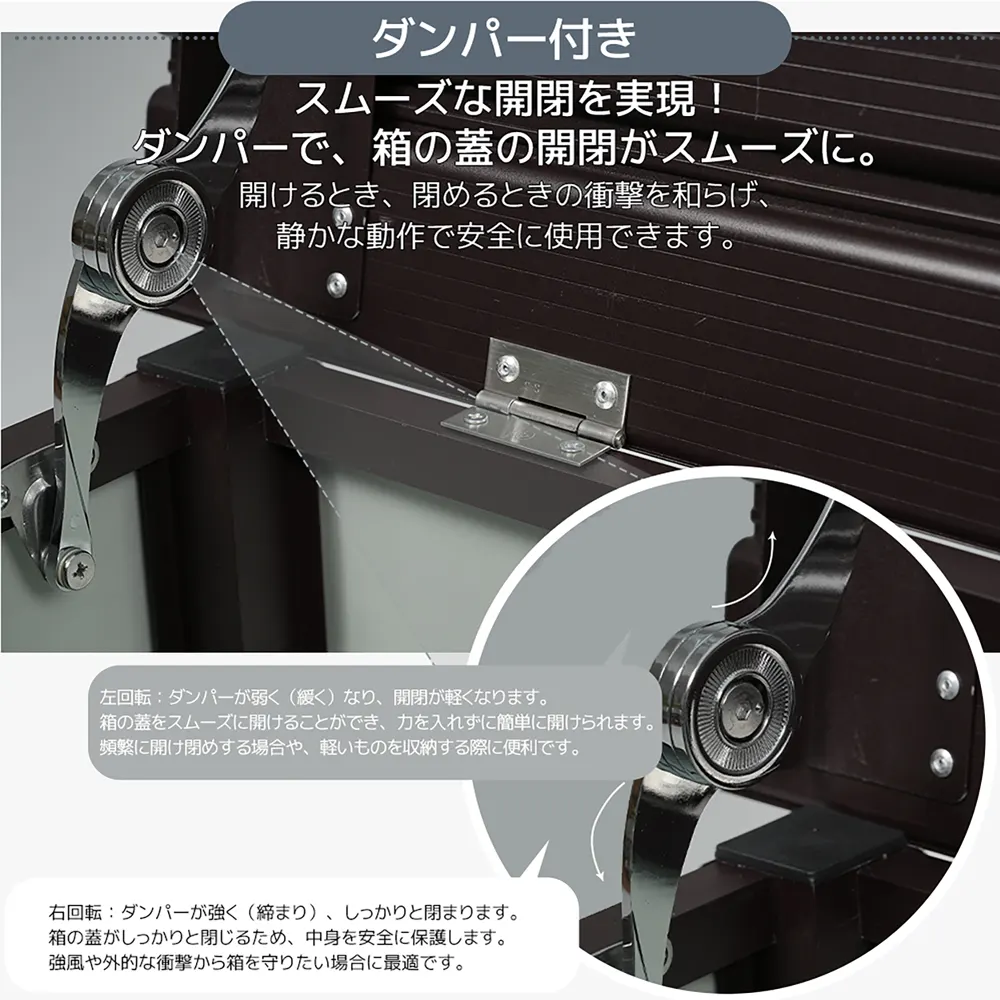 ダンパー付き
スムーズな開閉を実現！
ダンパーで、箱の蓋の開閉がスムーズに。
開けるとき、閉めるときの衝撃を和らげ、
静かな動作で安全に使用できます。
左回転：ダンパーが弱く（緩く）なり、開閉が軽くなります。
箱の蓋をスムーズに開けることができ、力を入れずに簡単に開けられます。
頻繁に開け閉めする場合や、軽いものを収納する際に便利です。
右回転：ダンパーが強く（締まり）、しっかりと閉まります。
箱の蓋がしっかりと閉じるため、中身を安全に保護します。
強風や外的な衝撃から箱を守りたい場合に最適です。